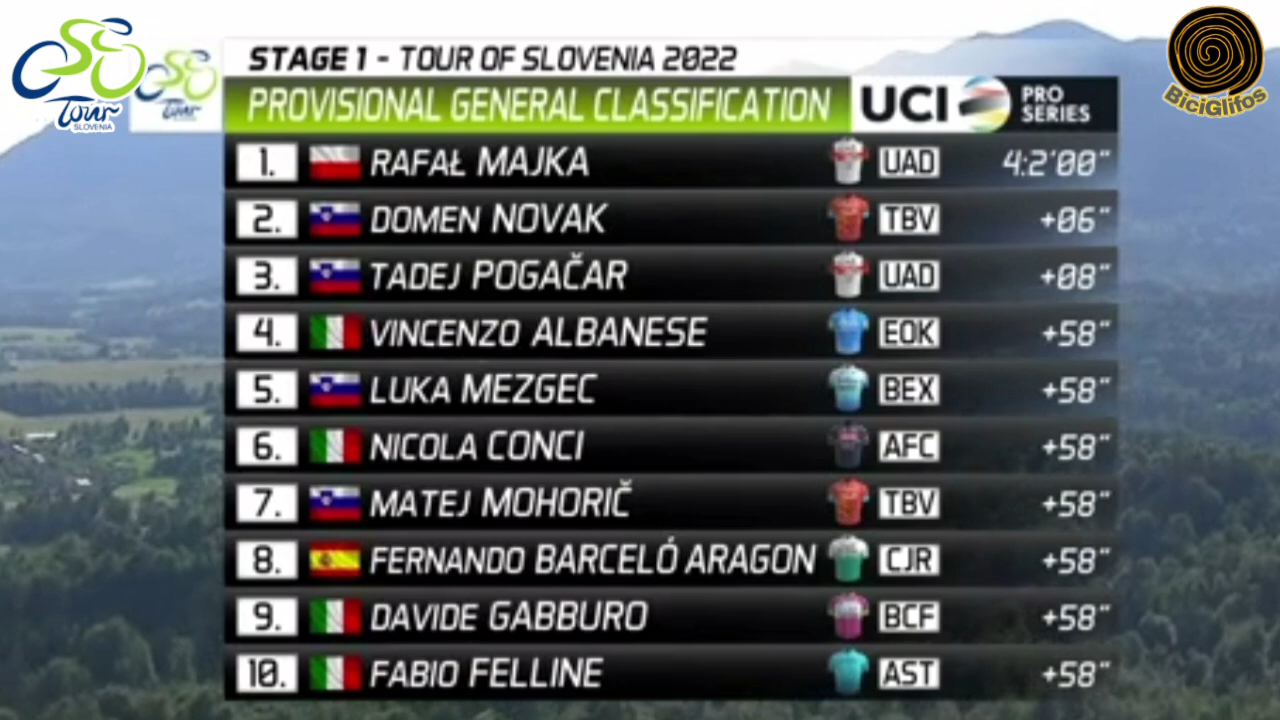 Tour
SLOVENIA
Tour
STAGE 1 - TOUR OF SLOVENIA 2022
PROVISIONAL GENERAL CLASSIFICATION
UCI PRO SERIES
BiciGlifos
1. RAFAŁ MAJKA UAD 4:2'00"
2. DOMEN NOVAK TBV +06"
3. TADEJ POGAČAR UAD +08"
4. VINCENZO ALBANESE EOK +58"
5. LUKA MEZGEC BEX +58"
6. NICOLA CONCI AFC +58"
7. MATEJ MOHORIČ TBV +58"
8. FERNANDO BARCELÓ ARAGON CJR +58"
9. DAVIDE GABBURO BCF +58"
10. FABIO FELLINE AST +58"